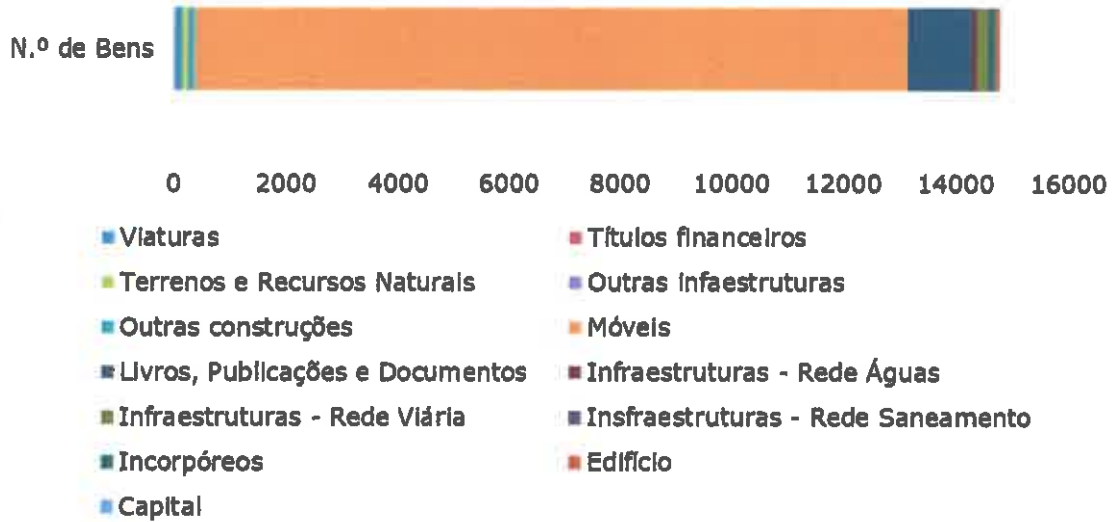 N.º de Bens
0 2000 4000 6000 8000 10000 12000 14000 16000
Viaturas
Títulos financeiros
Terrenos e Recursos Naturais
Outras infaestruturas
Outras construções
Móveis
Livros, Publicações e Documentos
Infraestruturas - Rede Águas
Infraestruturas - Rede Viária
Insfraestruturas - Rede Saneamento
Incorpóreos
Edifício
Capital